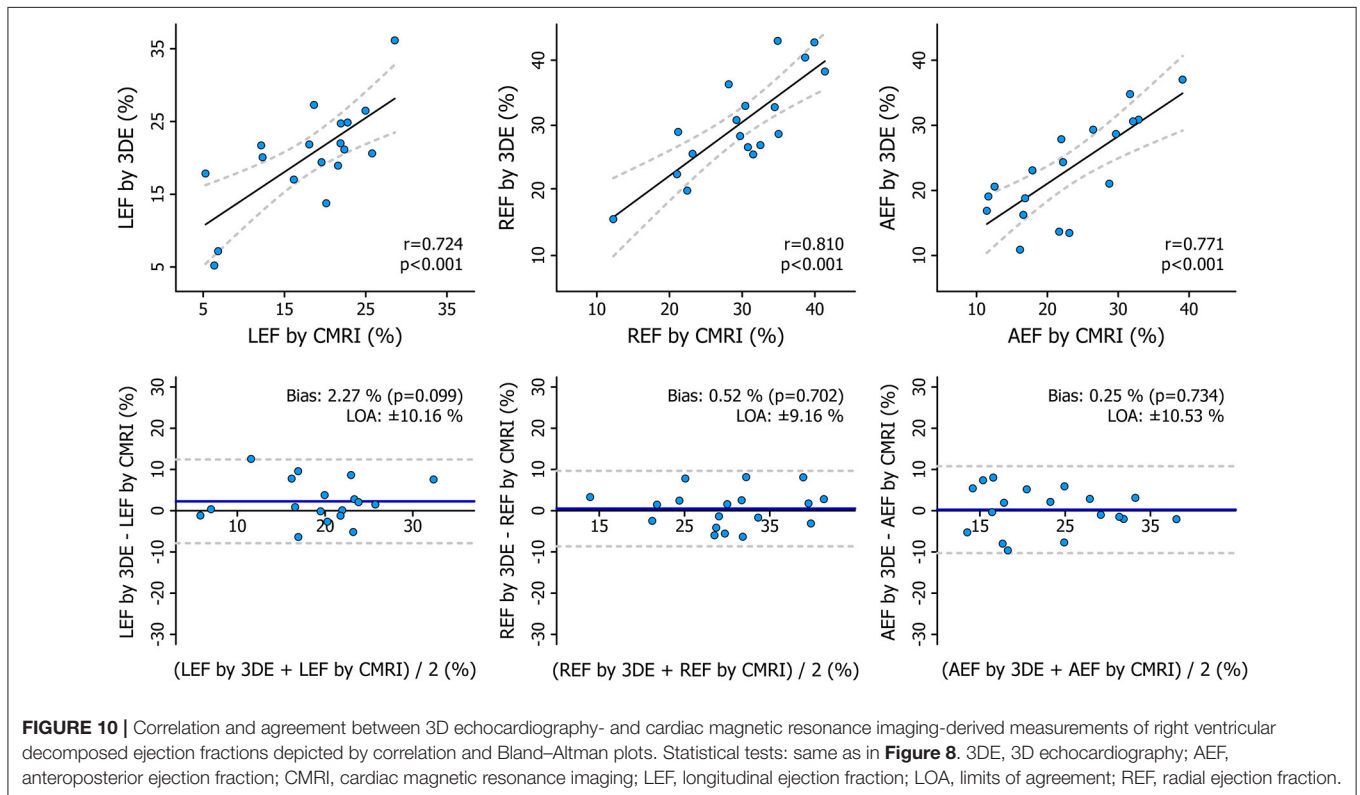 LEF by 3DE (%)
35
25
15
5
r=0.724
p<0.001
5 15 25 35
LEF by CMRI (%)
REF by 3DE (%)
40
30
20
10
r=0.810
p<0.001
10 20 30 40
REF by CMRI (%)
AEF by 3DE (%)
40
30
20
10
r=0.771
p<0.001
10 20 30 40
AEF by CMRI (%)
LEF by 3DE - LEF by CMRI (%)
30
20
10
0
-10
-20
-30
Bias: 2.27 % (p=0.099)
LOA: ±10.16 %
10 20 30
(LEF by 3DE + LEF by CMRI) / 2 (%)
REF by 3DE - REF by CMRI (%)
30
20
10
0
-10
-20
-30
Bias: 0.52 % (p=0.702)
LOA: ±9.16 %
15 25 35
(REF by 3DE + REF by CMRI) / 2 (%)
AEF by 3DE - AEF by CMRI (%)
30
20
10
0
-10
-20
-30
Bias: 0.25 % (p=0.734)
LOA: ±10.53 %
15 25 35
(AEF by 3DE + AEF by CMRI) / 2 (%)
FIGURE 10 | Correlation and agreement between 3D echocardiography- and cardiac magnetic resonance imaging-derived measurements of right ventricular
decomposed ejection fractions depicted by correlation and Bland–Altman plots. Statistical tests: same as in Figure 8. 3DE, 3D echocardiography; AEF,
anteroposterior ejection fraction; CMRI, cardiac magnetic resonance imaging; LEF, longitudinal ejection fraction; LOA, limits of agreement; REF, radial ejection fraction.